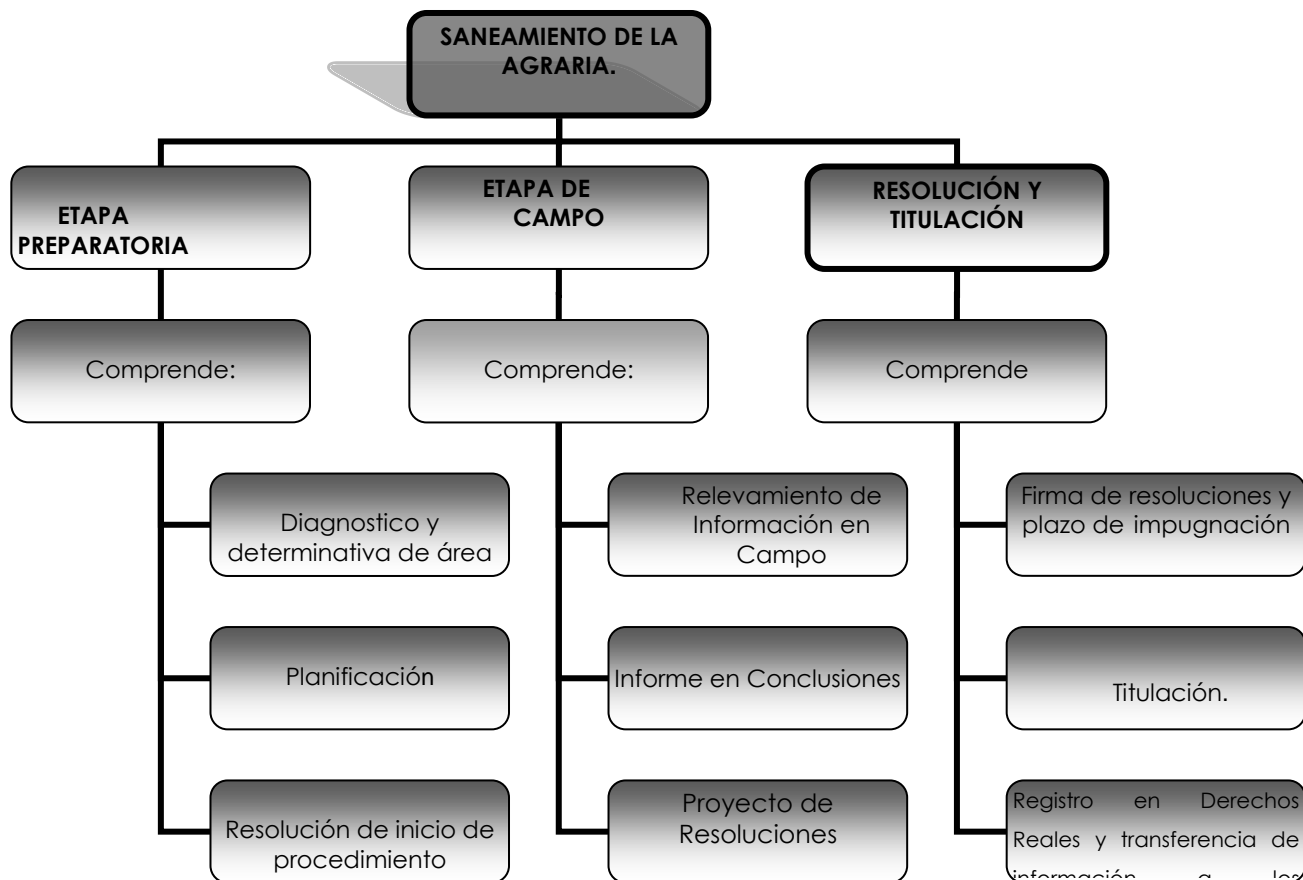 SANEAMIENTO DE LA
AGRARIA.
ETAPA
PREPARATORIA
ETAPA DE
CAMPO
RESOLUCIÓN Y
TITULACIÓN
Comprende:
Comprende:
Comprende
Diagnostico y
determinativa de área
Relevamiento de
Información en
Campo
Firma de resoluciones y
plazo de impugnación
Planificación
Informe en Conclusiones
Titulación.
Resolución de inicio de
procedimiento
Proyecto de
Resoluciones
Registro en Derechos
Reales y transferencia de
información a los